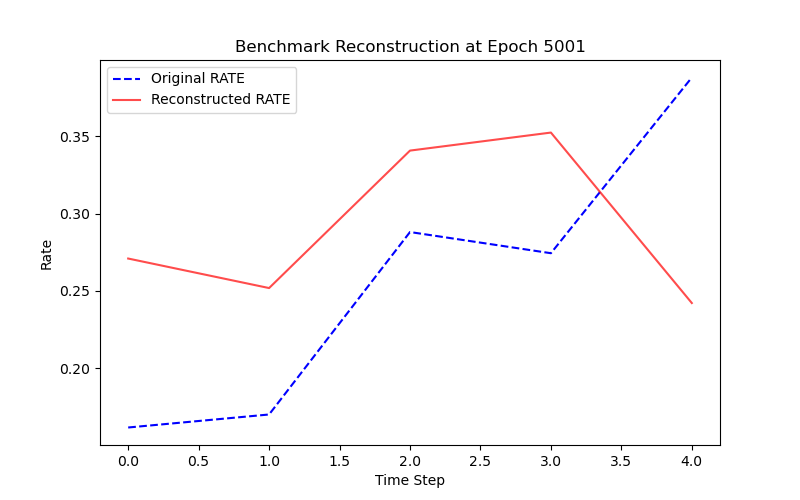 Benchmark Reconstruction at Epoch 5001
Original RATE
Reconstructed RATE
0.35
0.30
0.25
0.20
Rate
0.0 0.5 1.0 1.5 2.0 2.5 3.0 3.5 4.0
Time Step